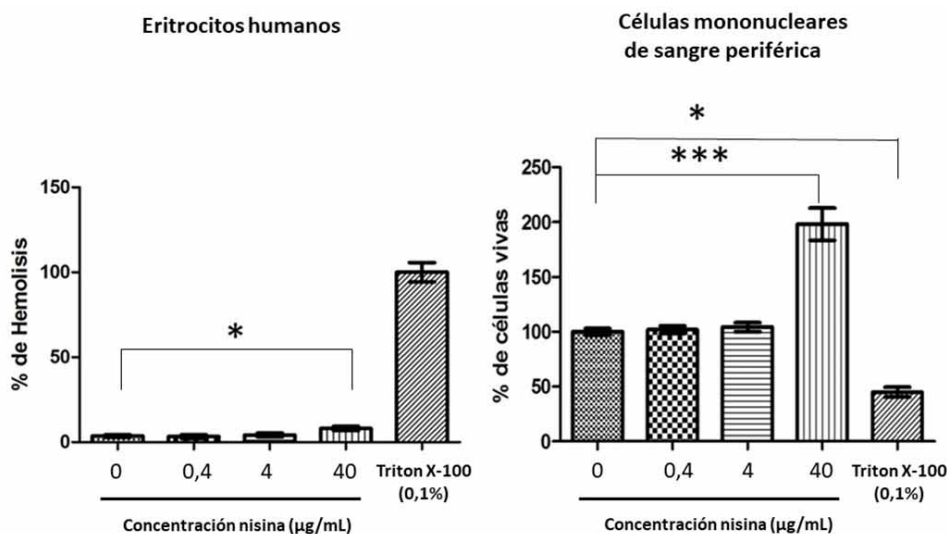 Eritrocitos humanos
% de Hemolisis
150
100
50
0
*
0
0,4
4
40
Triton X-100
(0,1%)
Concentración nisina (µg/mL)
Células mononucleares
de sangre periférica
% de células vivas
250
200
150
100
50
0
*
***
0
0,4
4
40
Triton X-100
(0,1%)
Concentración nisina (µg/mL)